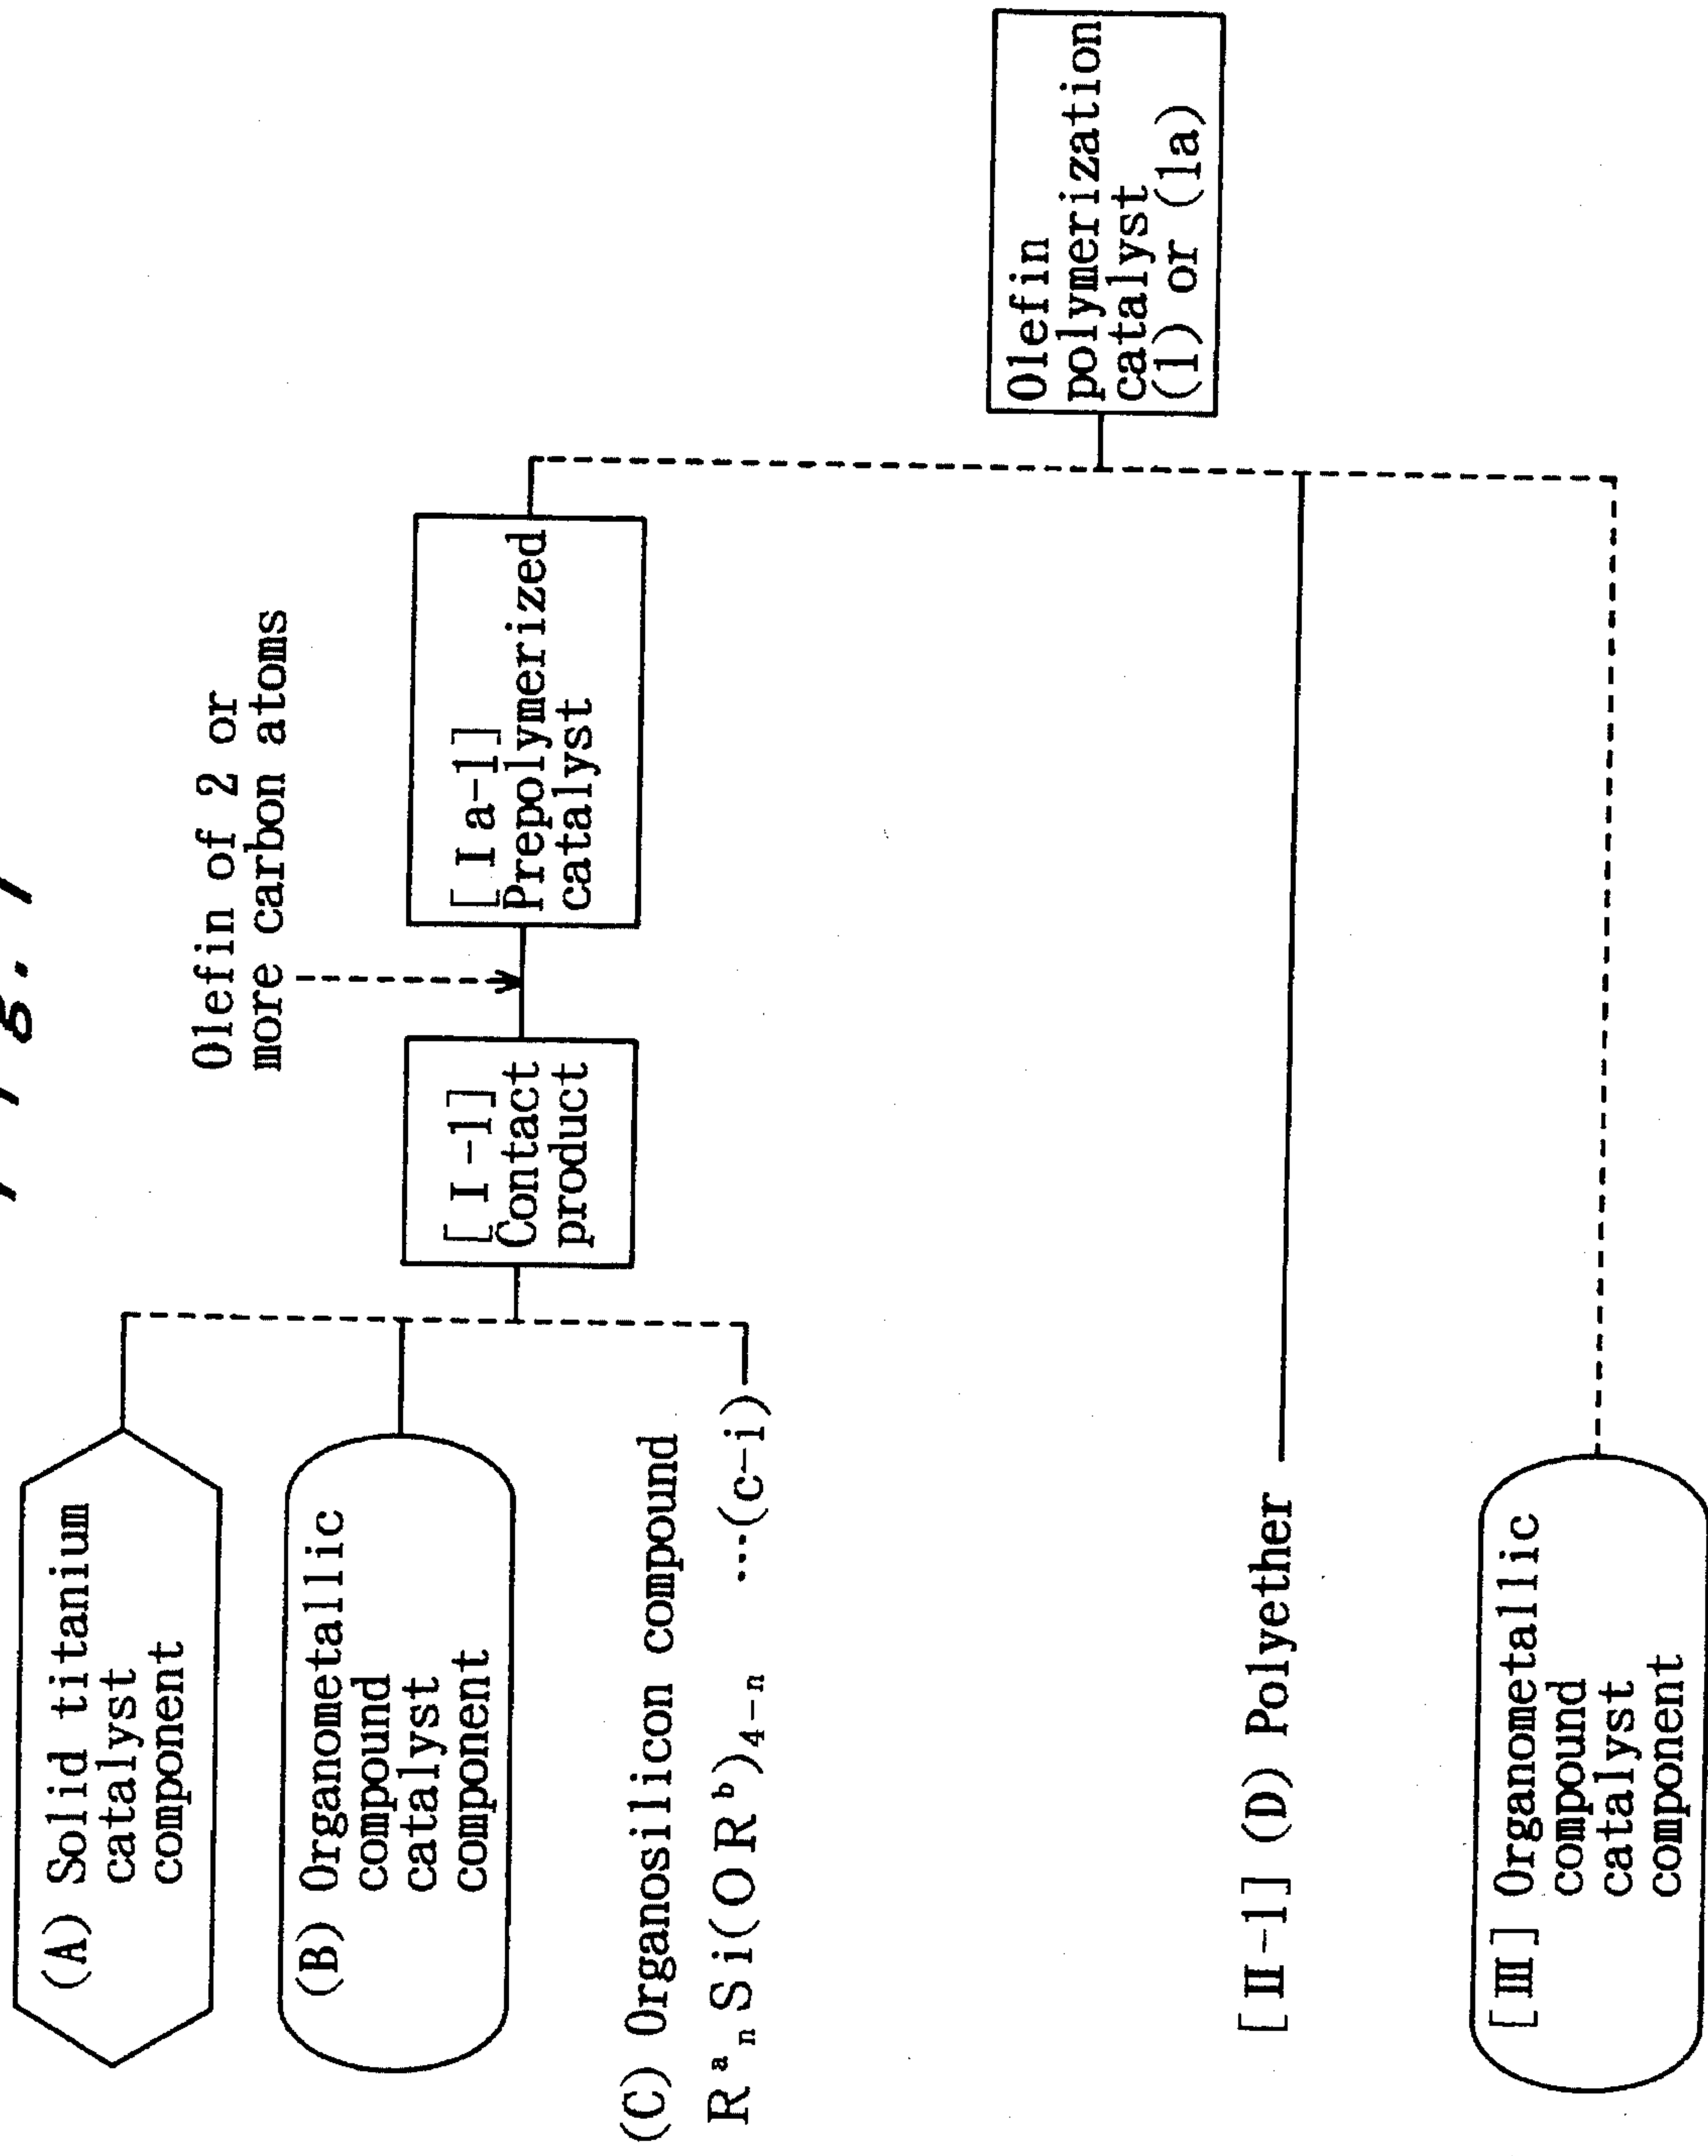 Fig. 1
(A) Solid titanium
catalyst
component
(B) Organometallic
compound
catalyst
component
(C) Organosilicon compound
RᵃₙSi(ORᵇ)₄₋ₙ ···(c-i)
Olefin of 2 or
more carbon atoms
[I-1]
Contact
product
[Ia-1]
Prepolymerized
catalyst
[II-1] (D) Polyether
[III] Organometallic
compound
catalyst
component
Olefin
polymerization
catalyst
(1) or (1a)